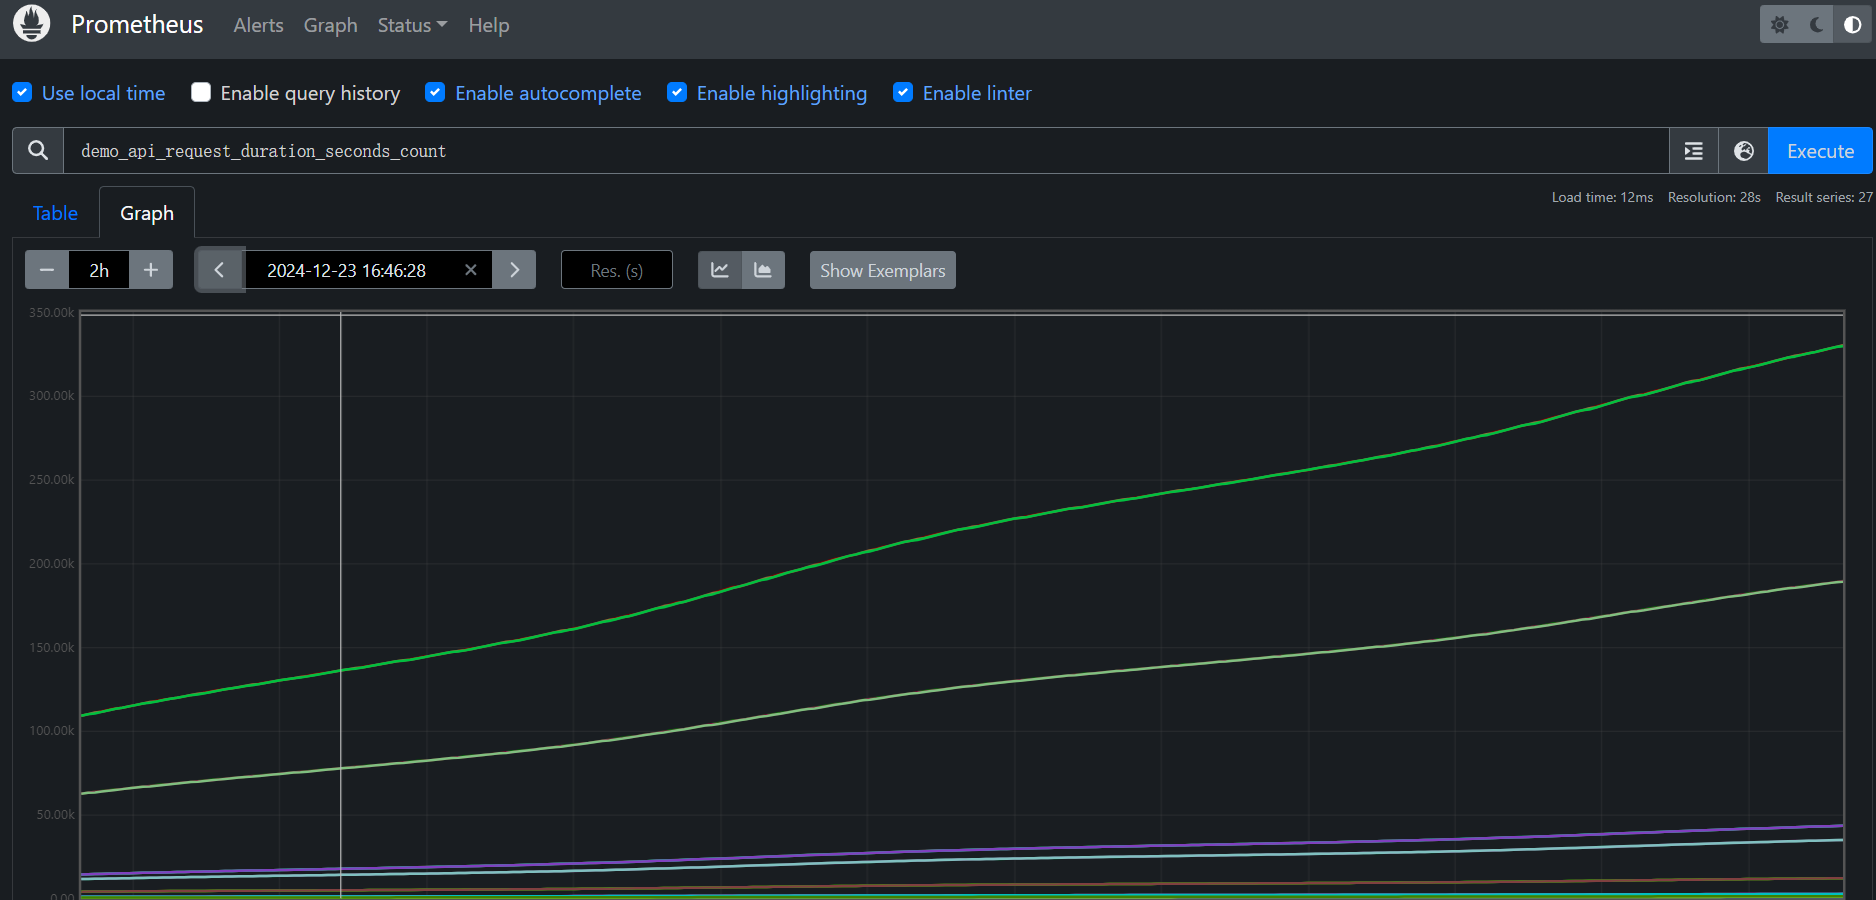 Prometheus Alerts Graph Status Help
Use local time Enable query history Enable autocomplete Enable highlighting Enable linter
demo_api_request_duration_seconds_count Execute
Table Graph Load time: 12ms Resolution: 28s Result series: 27
2h 2024-12-23 16:46:28 Res. (s) Show Exemplars
350.00k
300.00k
250.00k
200.00k
150.00k
100.00k
50.00k
0.00